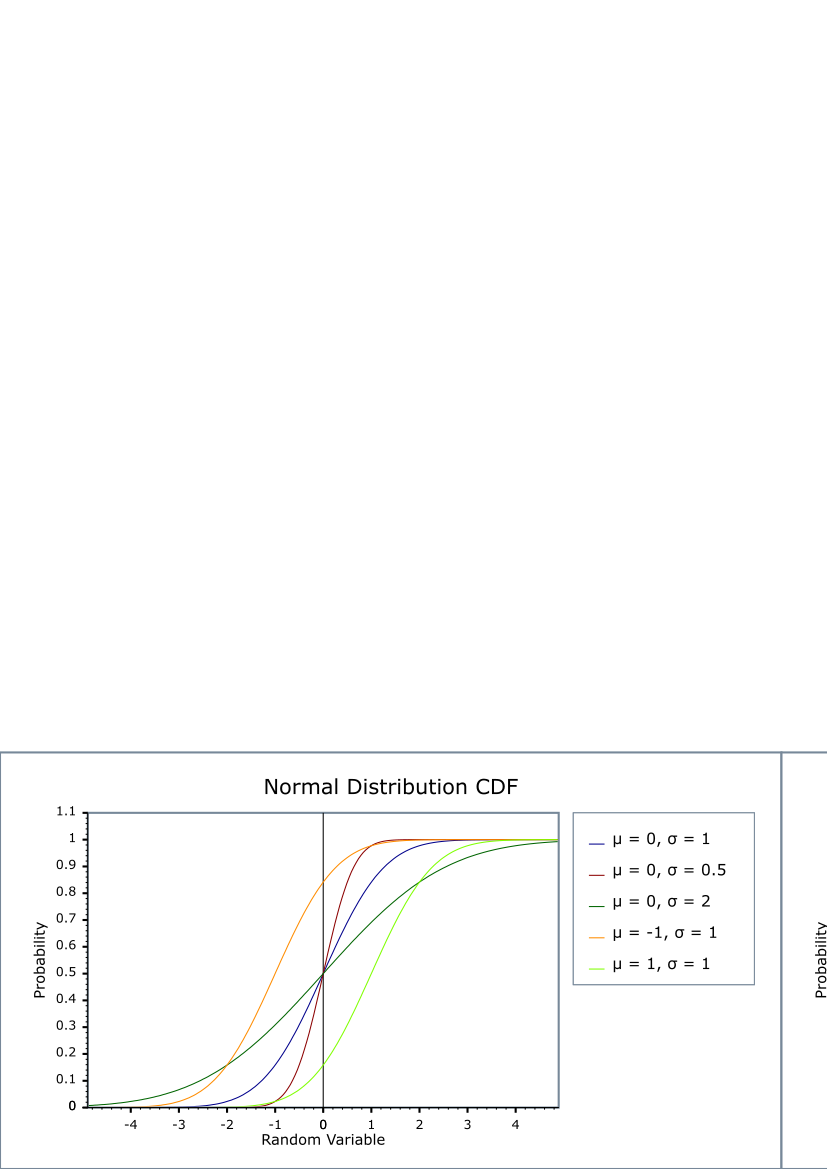 Normal Distribution CDF
1.1
1
0.9
0.8
0.7
0.6
0.5
0.4
0.3
0.2
0.1
0
Probability
-4 -3 -2 -1 0 1 2 3 4
Random Variable
μ = 0, σ = 1
μ = 0, σ = 0.5
μ = 0, σ = 2
μ = -1, σ = 1
μ = 1, σ = 1
Probability